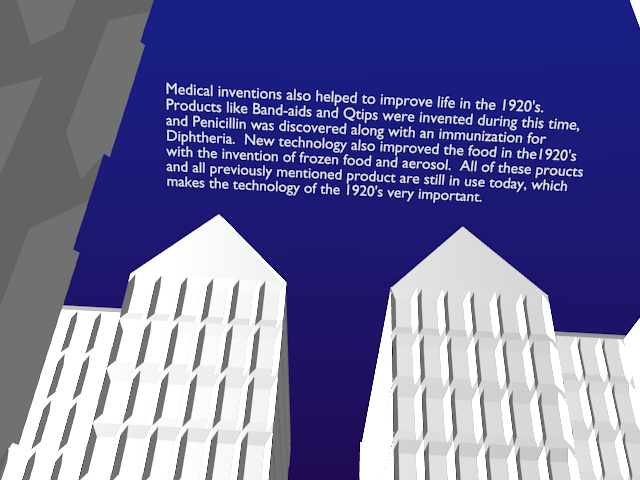 Medical inventions also helped to improve life in the 1920's.
Products like Band-aids and Qtips were invented during this time,
and Penicillin was discovered along with an immunization for
Diphtheria.  New technology also improved the food in the1920's
with the invention of frozen food and aerosol.  All of these proucts
and all previously mentioned product are still in use today, which
makes the technology of the 1920's very important.